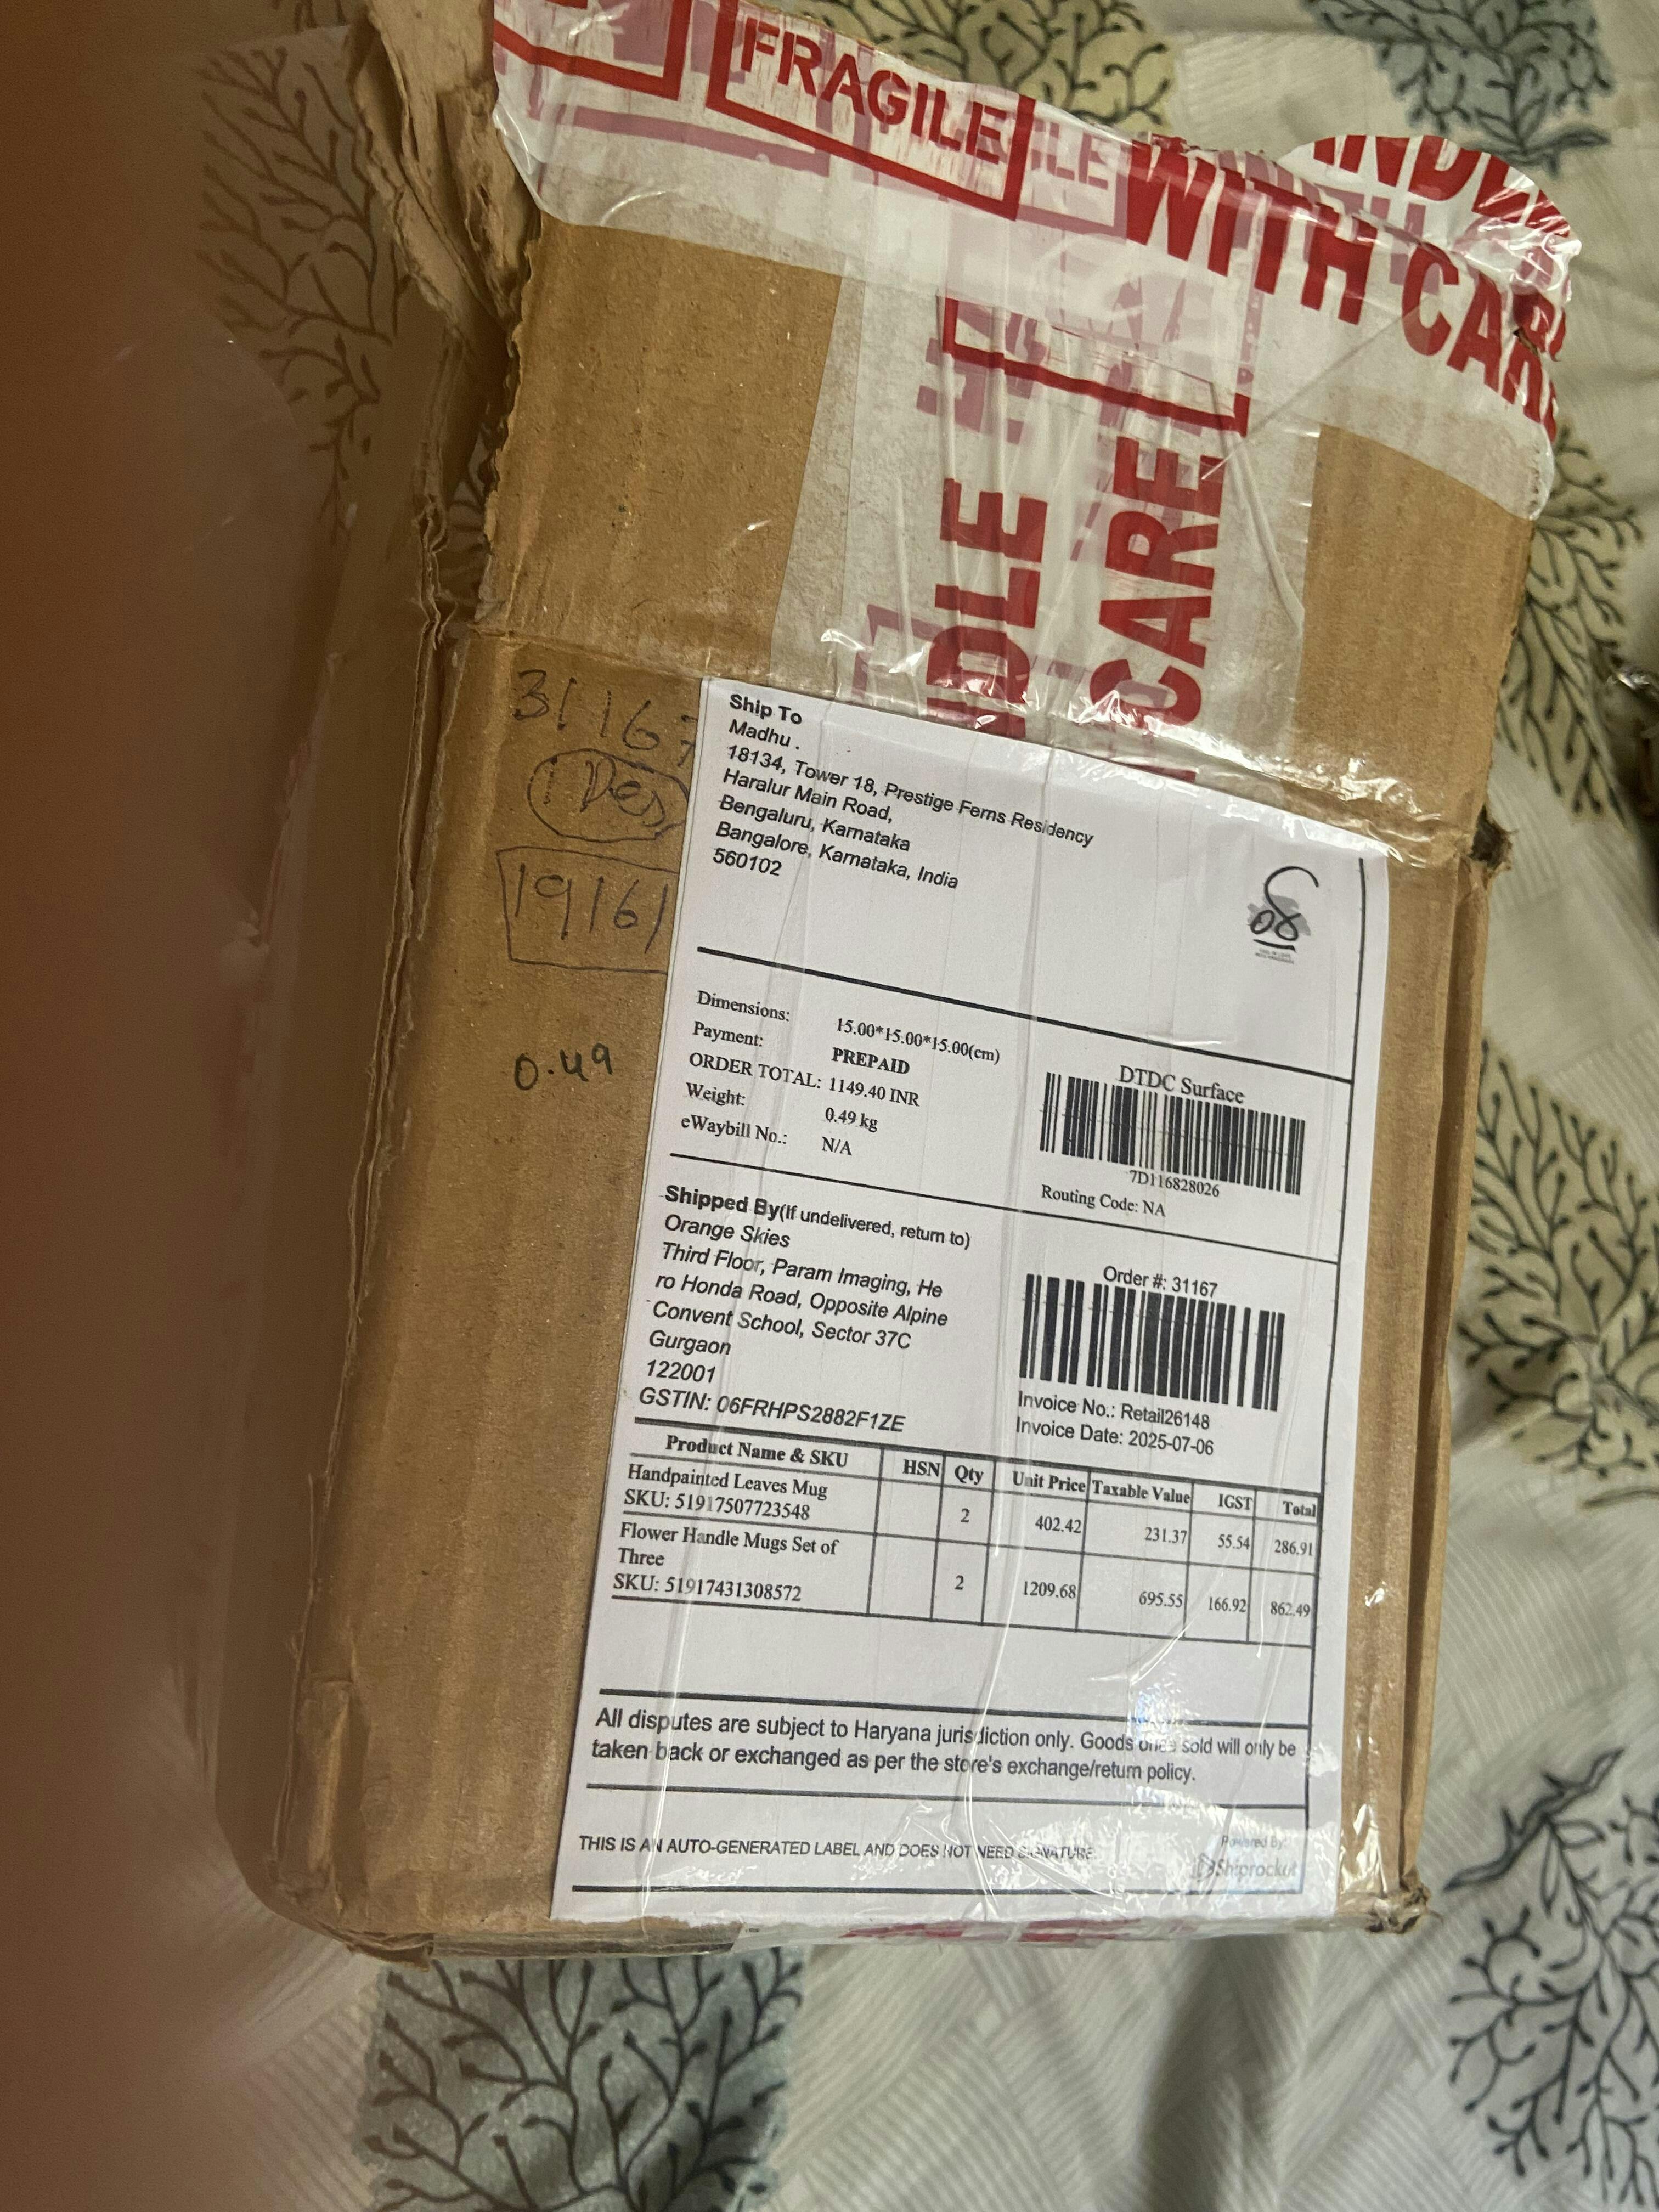 FRAGILE
WITH CAR
CARE
31167
19161
0.49
Ship To
Madhu .
18134, Tower 18, Prestige Ferns Residency
Haralur Main Road,
Bengaluru, Karnataka
Bangalore, Karnataka, India
560102
Dimensions: 15.00*15.00*15.00(cm)
Payment: PREPAID
ORDER TOTAL: 1149.40 INR
Weight: 0.49 kg
eWaybill No.: N/A
DTDC Surface
7D116828026
Routing Code: NA
Shipped By(If undelivered, return to)
Orange Skies
Third Floor, Param Imaging, He
ro Honda Road, Opposite Alpine
Convent School, Sector 37C
Gurgaon
122001
GSTIN: 06FRHPS2882F1ZE
Order #: 31167
Invoice No.: Retail26148
Invoice Date: 2025-07-06
Product Name & SKU HSN Qty Unit Price Taxable Value IGST Total
Handpainted Leaves Mug
SKU: 51917507723548 2 402.42 231.37 55.54 286.91
Flower Handle Mugs Set of
Three
SKU: 51917431308572 2 1209.68 695.55 166.92 862.49
All disputes are subject to Haryana jurisdiction only. Goods once sold will only be
taken back or exchanged as per the store's exchange/return policy.
THIS IS AN AUTO-GENERATED LABEL AND DOES NOT NEED SIGNATURE.
Powered By:
Shiprocket